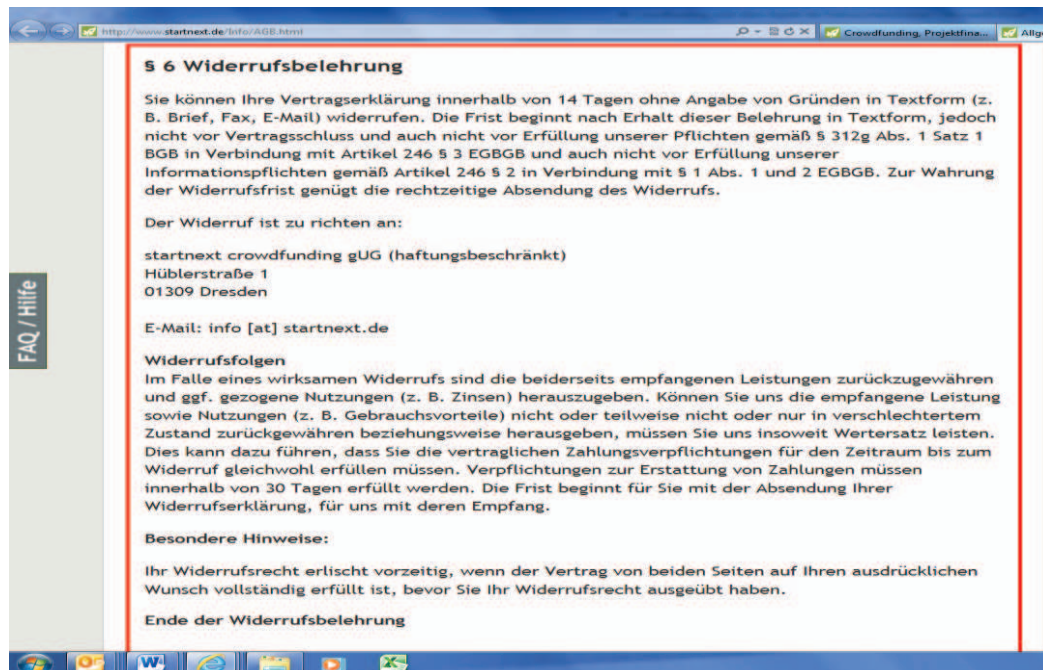 http://www.startnext.de/Info/AGB.html
Crowdfunding, Projektfina...
Allg
§ 6 Widerrufsbelehrung
Sie können Ihre Vertragserklärung innerhalb von 14 Tagen ohne Angabe von Gründen in Textform (z.
B. Brief, Fax, E-Mail) widerrufen. Die Frist beginnt nach Erhalt dieser Belehrung in Textform, jedoch
nicht vor Vertragsschluss und auch nicht vor Erfüllung unserer Pflichten gemäß § 312g Abs. 1 Satz 1
BGB in Verbindung mit Artikel 246 § 3 EGBGB und auch nicht vor Erfüllung unserer
Informationspflichten gemäß Artikel 246 § 2 in Verbindung mit § 1 Abs. 1 und 2 EGBGB. Zur Wahrung
der Widerrufsfrist genügt die rechtzeitige Absendung des Widerrufs.
Der Widerruf ist zu richten an:
startnext crowdfunding gUG (haftungsbeschränkt)
Hüblerstraße 1
01309 Dresden
E-Mail: info [at] startnext.de
FAQ / Hilfe
Widerrufsfolgen
Im Falle eines wirksamen Widerrufs sind die beiderseits empfangenen Leistungen zurückzugewähren
und ggf. gezogene Nutzungen (z. B. Zinsen) herauszugeben. Können Sie uns die empfangene Leistung
sowie Nutzungen (z. B. Gebrauchsvorteile) nicht oder teilweise nicht oder nur in verschlechtertem
Zustand zurückgewähren beziehungsweise herausgeben, müssen Sie uns insoweit Wertersatz leisten.
Dies kann dazu führen, dass Sie die vertraglichen Zahlungsverpflichtungen für den Zeitraum bis zum
Widerruf gleichwohl erfüllen müssen. Verpflichtungen zur Erstattung von Zahlungen müssen
innerhalb von 30 Tagen erfüllt werden. Die Frist beginnt für Sie mit der Absendung Ihrer
Widerrufserklärung, für uns mit deren Empfang.
Besondere Hinweise:
Ihr Widerrufsrecht erlischt vorzeitig, wenn der Vertrag von beiden Seiten auf Ihren ausdrücklichen
Wunsch vollständig erfüllt ist, bevor Sie Ihr Widerrufsrecht ausgeübt haben.
Ende der Widerrufsbelehrung